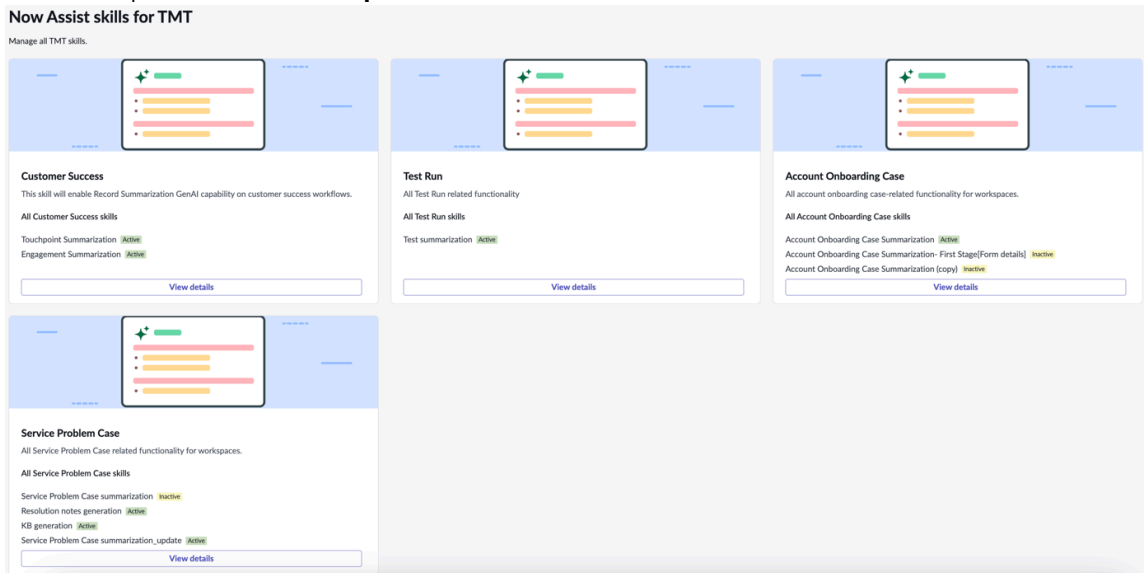 Now Assist skills for TMT
Manage all TMT skills.
Customer Success
This skill will enable Record Summarization GenAI capability on customer success workflows.
All Customer Success skills
Touchpoint Summarization Active
Engagement Summarization Active
View details
Test Run
All Test Run related functionality
All Test Run skills
Test summarization Active
View details
Account Onboarding Case
All account onboarding case-related functionality for workspaces.
All Account Onboarding Case skills
Account Onboarding Case Summarization Active
Account Onboarding Case Summarization- First Stage[Form details] Inactive
Account Onboarding Case Summarization (copy) Inactive
View details
Service Problem Case
All Service Problem Case related functionality for workspaces.
All Service Problem Case skills
Service Problem Case summarization Inactive
Resolution notes generation Active
KB generation Active
Service Problem Case summarization_update Active
View details